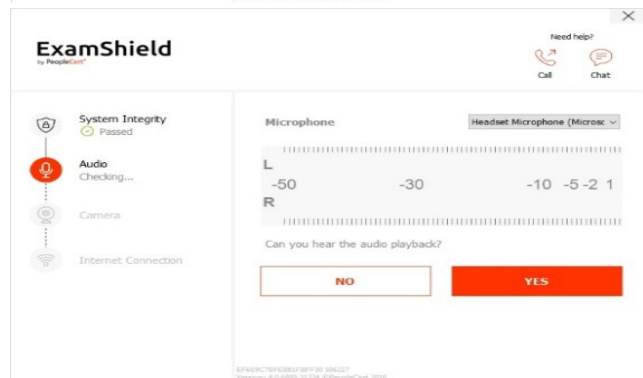 ExamShield
by PeopleCert
Need help?
Call Chat
System Integrity
Passed
Audio
Checking...
Camera
Internet Connection
Microphone
Headset Microphone (Microsc
L
-50 -30 -10 -5 -2 1
R
Can you hear the audio playback?
NO YES